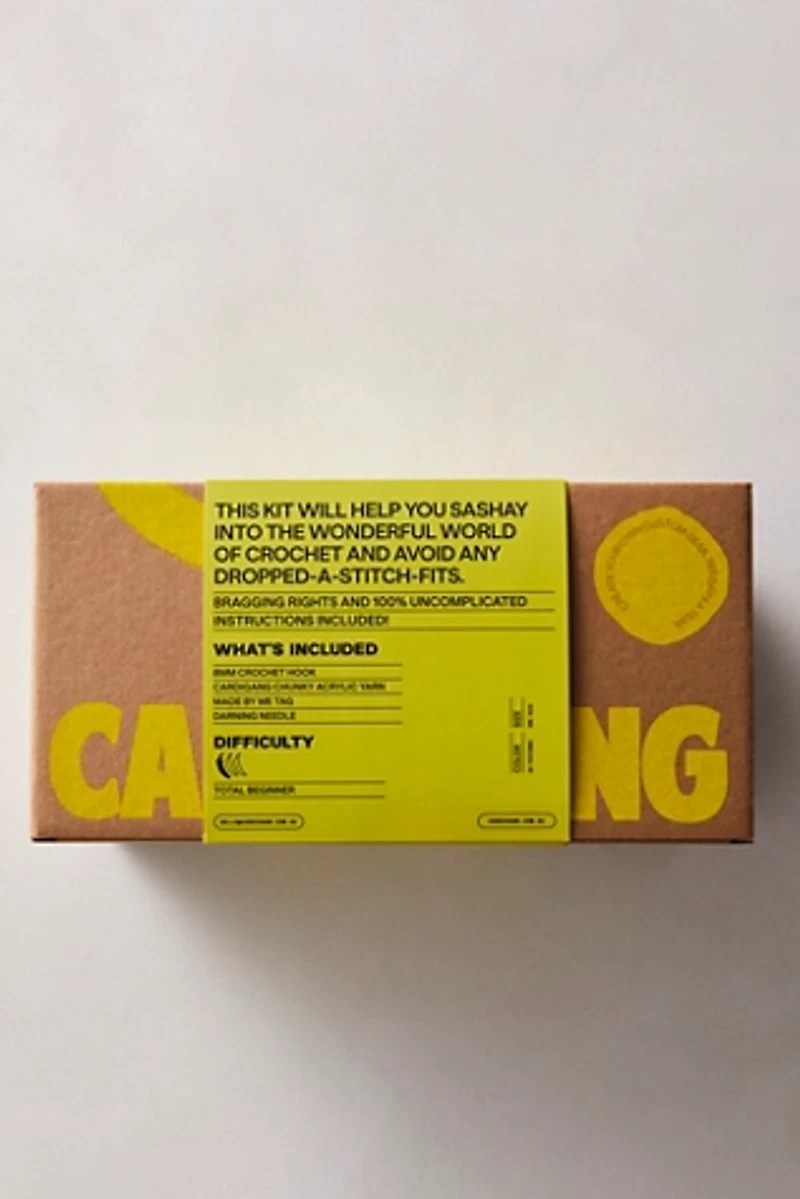 THIS KIT WILL HELP YOU SASHAY
INTO THE WONDERFUL WORLD
OF CROCHET AND AVOID ANY
DROPPED-A-STITCH-FITS.
BRAGGING RIGHTS AND 100% UNCOMPLICATED
INSTRUCTIONS INCLUDED!
WHAT'S INCLUDED
8MM CROCHET HOOK
CARDIGANG CHUNKY ACRYLIC YARN
MADE BY ME TAG
DARNING NEEDLE
COLOR
SIZE
DIFFICULTY
TOTAL BEGINNER
CA
NG